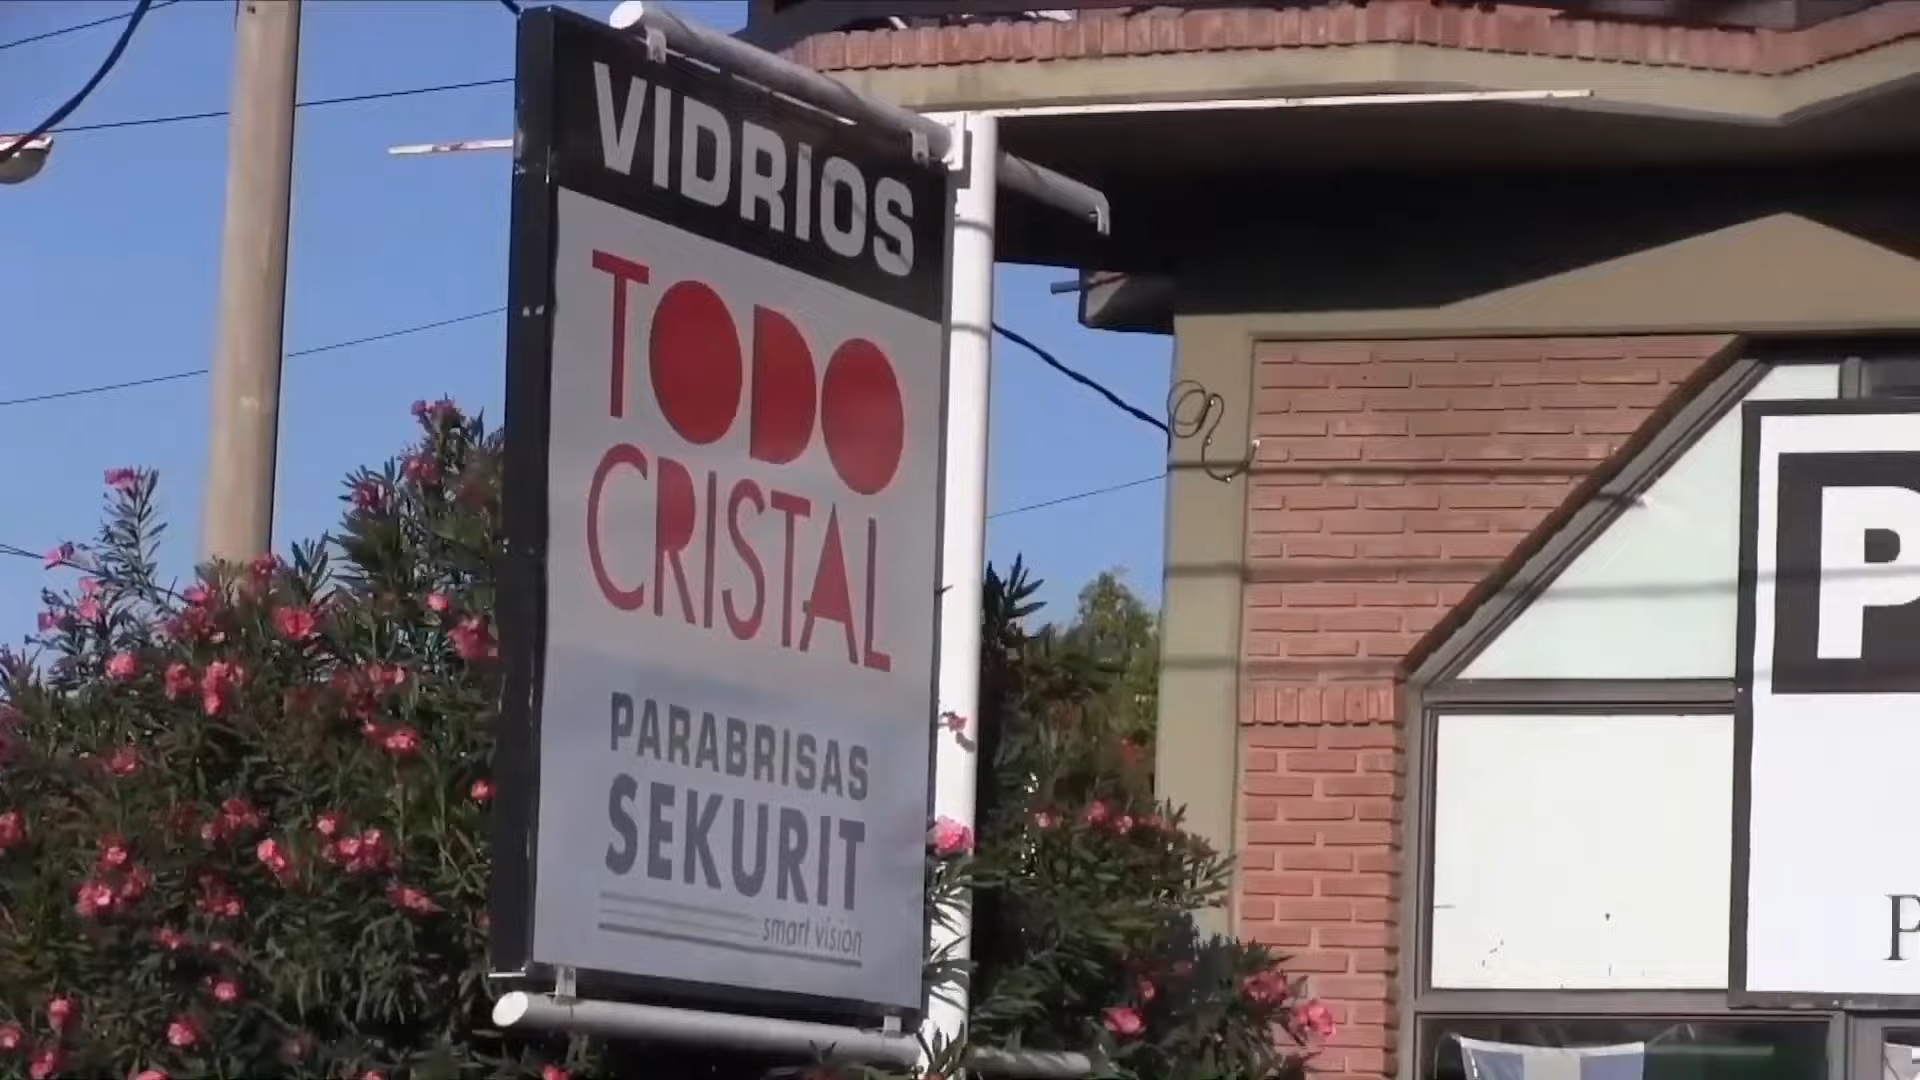 VIDRIOS
TODO
CRISTAL
PARABRISAS
SEKURIT
smart vision
P
P